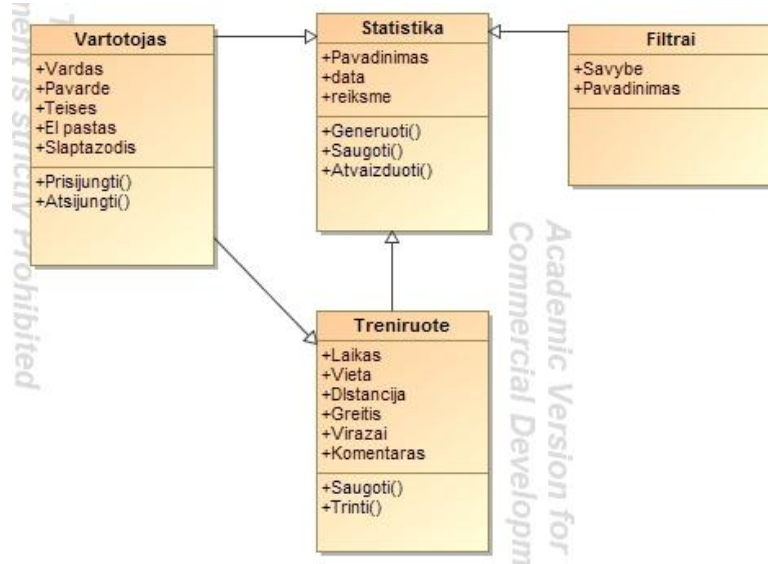 Vartotojas
+Vardas
+Pavarde
+Teises
+El pastas
+Slaptazodis
+Prisijungti()
+Atsijungti()
Statistika
+Pavadinimas
+data
+reiksme
+Generuoti()
+Saugoti()
+Atvaizduoti()
Filtrai
+Savybe
+Pavadinimas
Treniruote
+Laikas
+Vieta
+DIstancija
+Greitis
+Virazai
+Komentaras
+Saugoti()
+Trinti()
Academic Version for
Commercial Developm
ment is strictly Prohibited